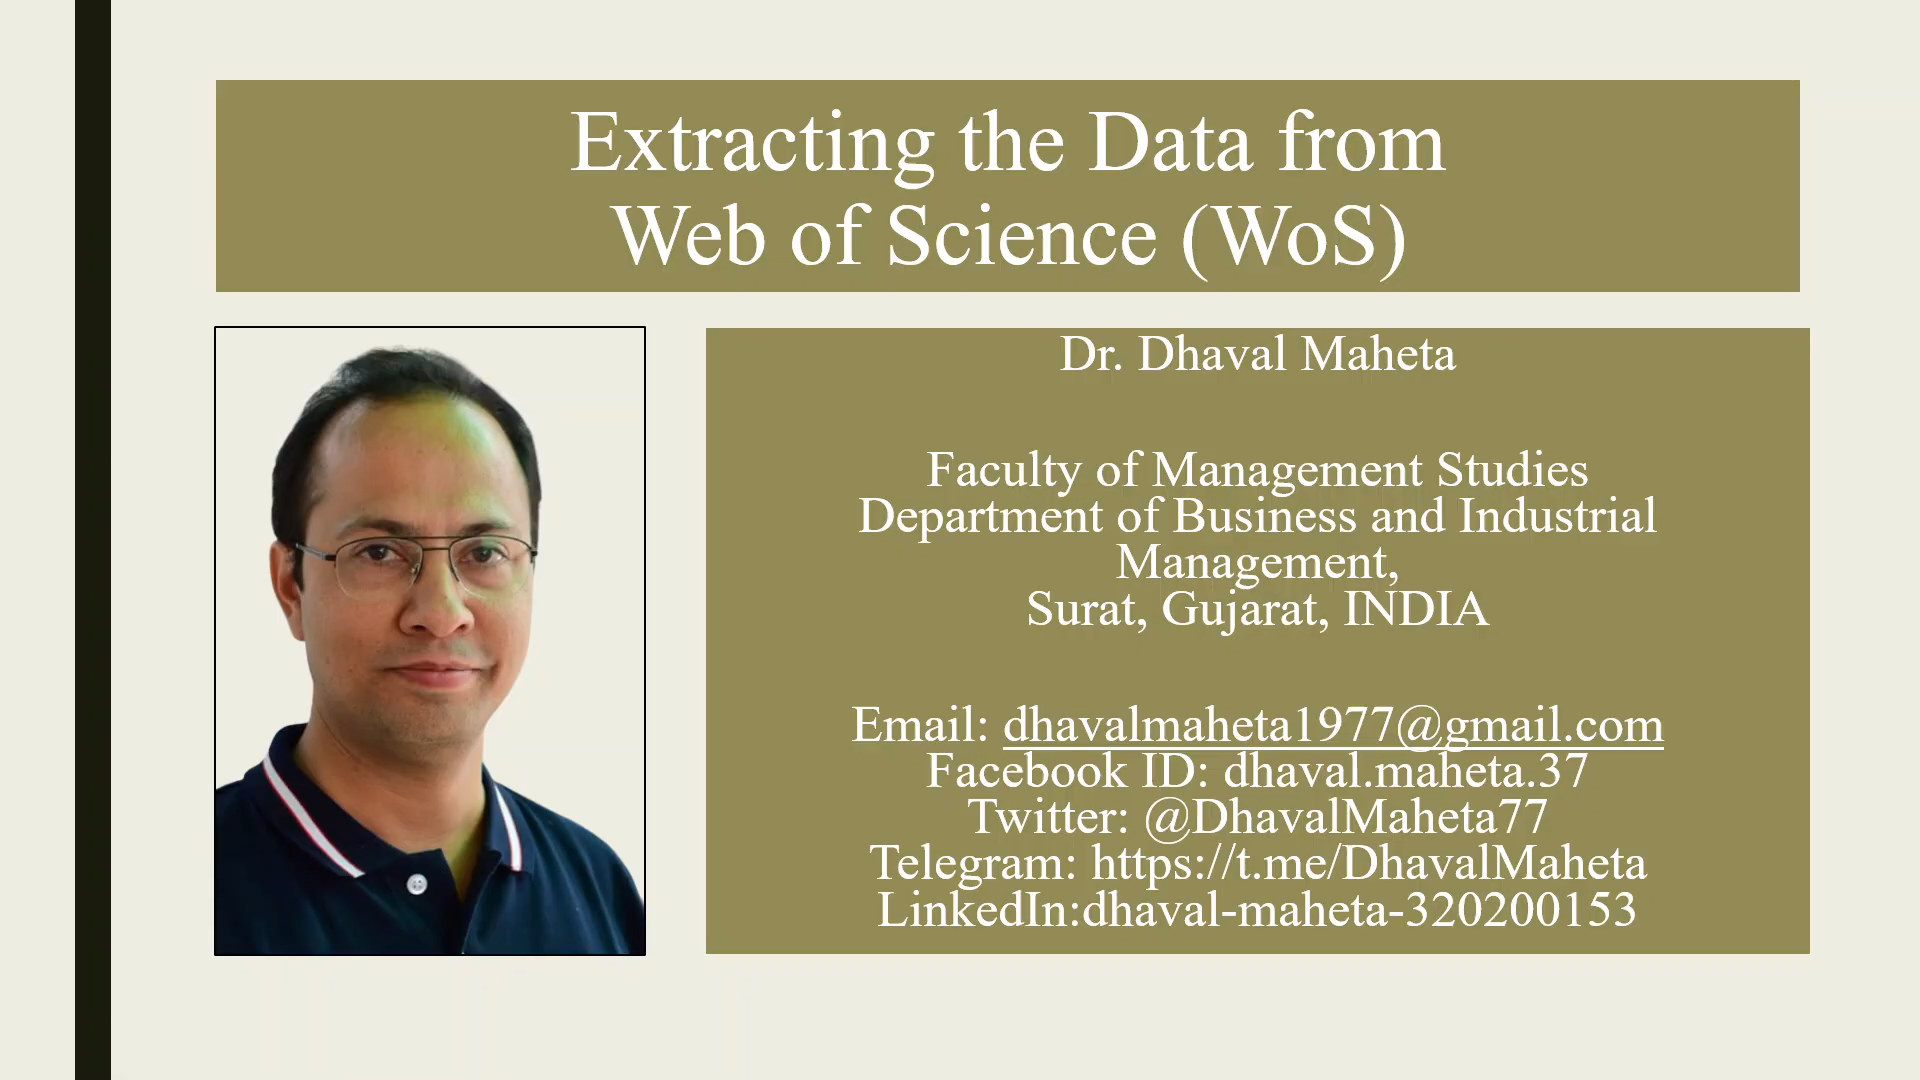 Extracting the Data from
Web of Science (WoS)
Dr. Dhaval Maheta
Faculty of Management Studies
Department of Business and Industrial
Management,
Surat, Gujarat, INDIA
Email: dhavalmaheta1977@gmail.com
Facebook ID: dhaval.maheta.37
Twitter: @DhavalMaheta77
Telegram: https://t.me/DhavalMaheta
LinkedIn:dhaval-maheta-320200153